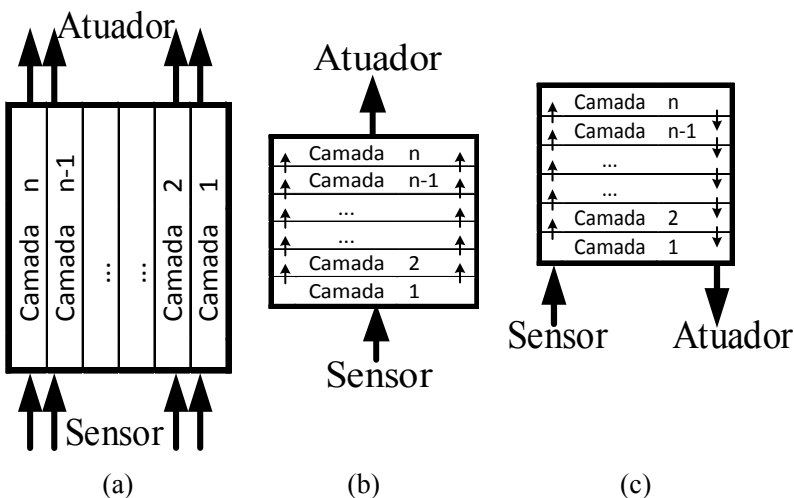 Atuador
Camada n
Camada n-1
...
...
Camada 2
Camada 1
Sensor
(a)
Atuador
Camada n
Camada n-1
...
...
Camada 2
Camada 1
Sensor
(b)
Camada n
Camada n-1
...
...
Camada 2
Camada 1
Sensor
Atuador
(c)